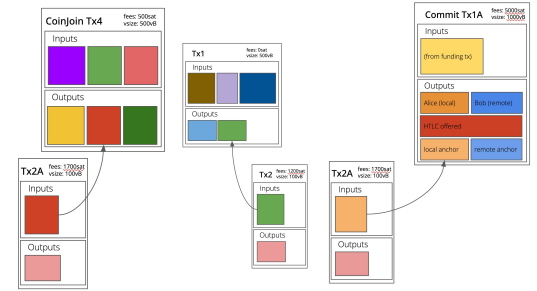 CoinJoin Tx4
fees: 500sat
vsize: 500vB
Inputs
Outputs
Tx2A
fees: 1700sat
vsize: 100vB
Inputs
Outputs
Tx1
fees: 0sat
vsize: 500vB
Inputs
Outputs
Tx2
fees: 1200sat
vsize: 100vB
Inputs
Outputs
Tx2A
fees: 1700sat
vsize: 100vB
Inputs
Outputs
Commit Tx1A
fees: 5000sat
vsize: 1000vB
Inputs
(from funding tx)
Outputs
Alice (local)
Bob (remote)
HTLC offered
local anchor
remote anchor